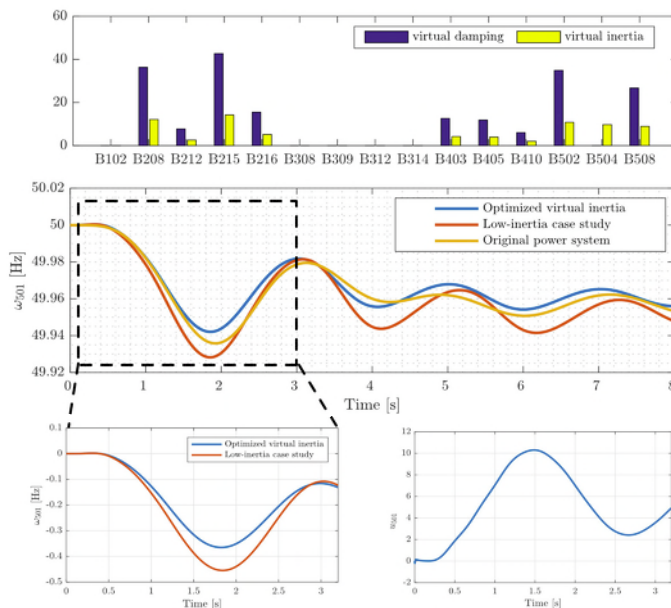 60
40
20
0
virtual damping virtual inertia
B102 B208 B212 B215 B216 B308 B309 B312 B314 B403 B405 B410 B502 B504 B508
50.02
50
49.98
49.96
49.94
49.92
ω501 [Hz]
Optimized virtual inertia
Low-inertia case study
Original power system
0 1 2 3 4 5 6 7 8
Time [s]
0.1
0
-0.1
-0.2
-0.3
-0.4
-0.5
ω501 [Hz]
Optimized virtual inertia
Low-inertia case study
0 0.5 1 1.5 2 2.5 3
Time [s]
12
10
8
6
4
2
0
-2
0 0.5 1 1.5 2 2.5 3
Time [s]